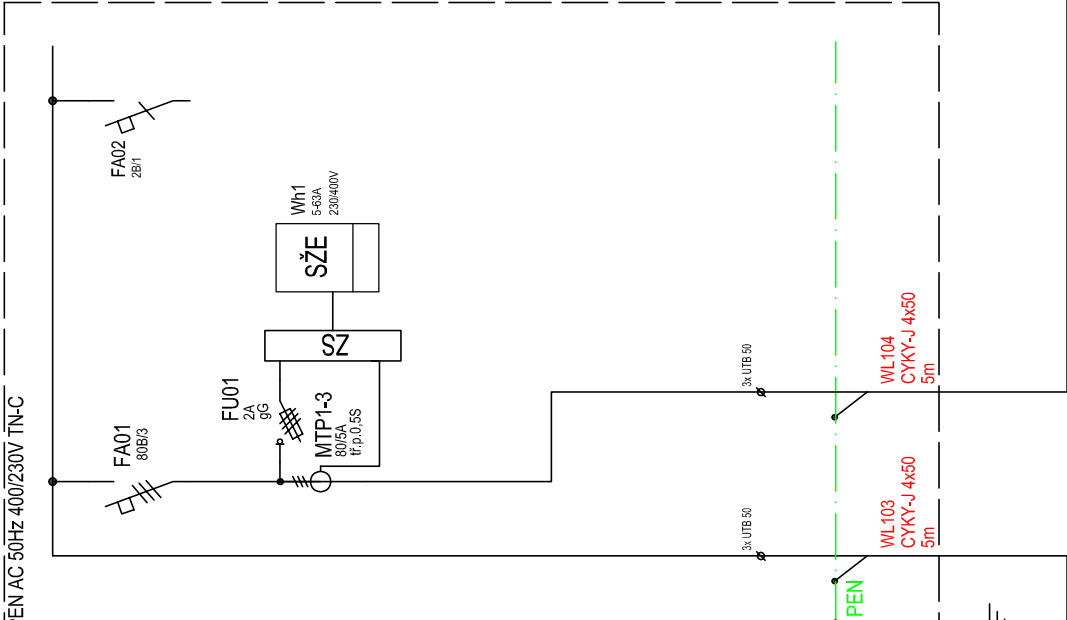 PEN AC 50Hz 400/230V TN-C
FA02
2B/1
Wh1
5-63A
230/400V
SŽE
SZ
FA01
80B/3
FU01
2A
gG
MTP1-3
80/5A
tř.p.0,5S
3x UTB 50
WL104
CYKY-J 4x50
5m
3x UTB 50
WL103
CYKY-J 4x50
5m
PEN